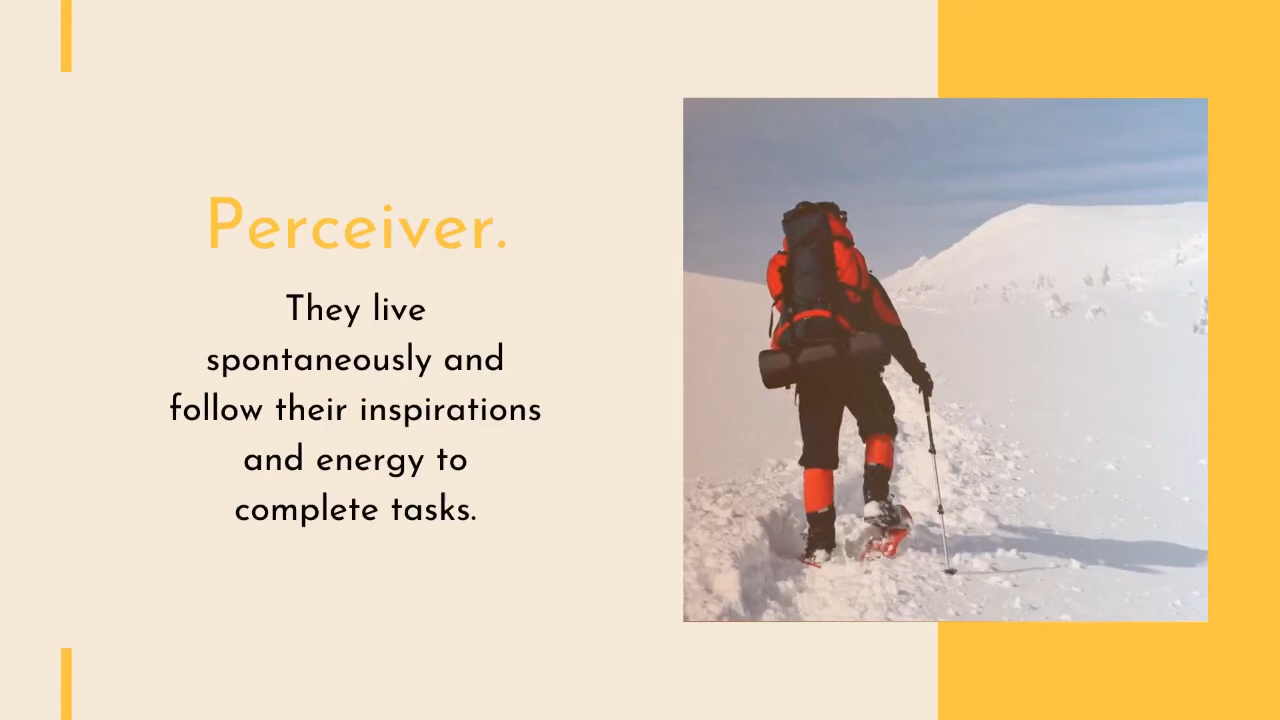 Perceiver.
They live
spontaneously and
follow their inspirations
and energy to
complete tasks.